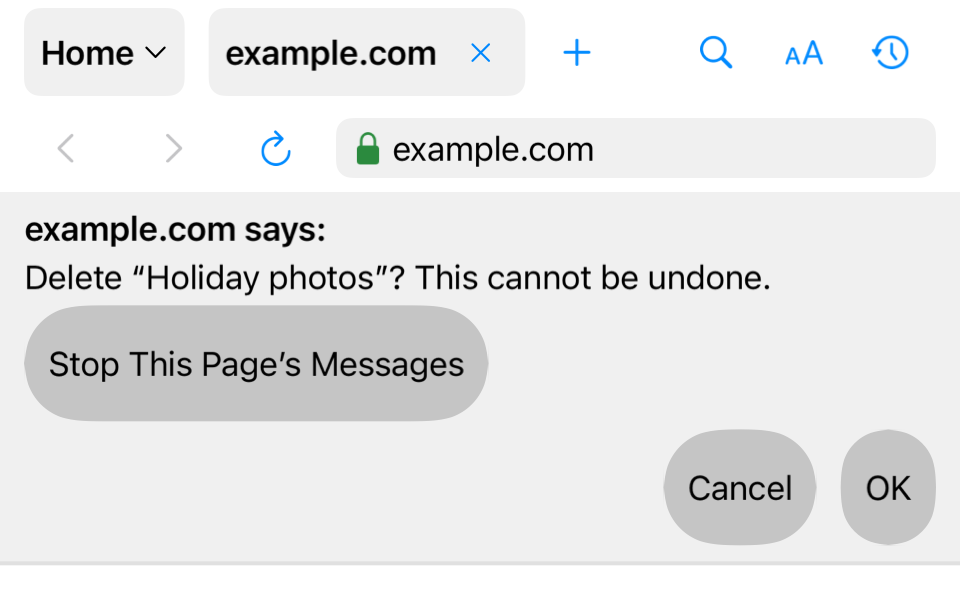 Home
example.com
AA
example.com
example.com says:
Delete “Holiday photos”? This cannot be undone.
Stop This Page’s Messages
Cancel
OK